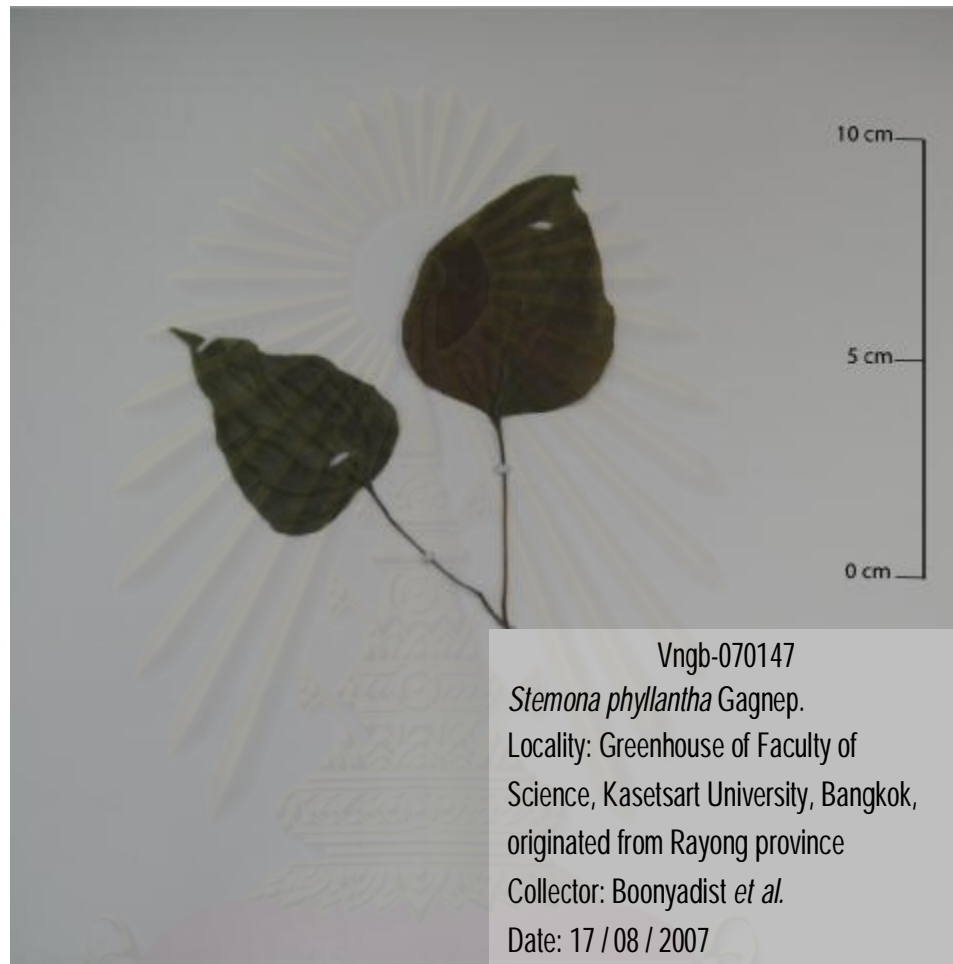 10 cm
5 cm
0 cm
Vngb-070147
Stemona phyllantha Gagnep.
Locality: Greenhouse of Faculty of
Science, Kasetsart University, Bangkok,
originated from Rayong province
Collector: Boonyadist et al.
Date: 17 / 08 / 2007